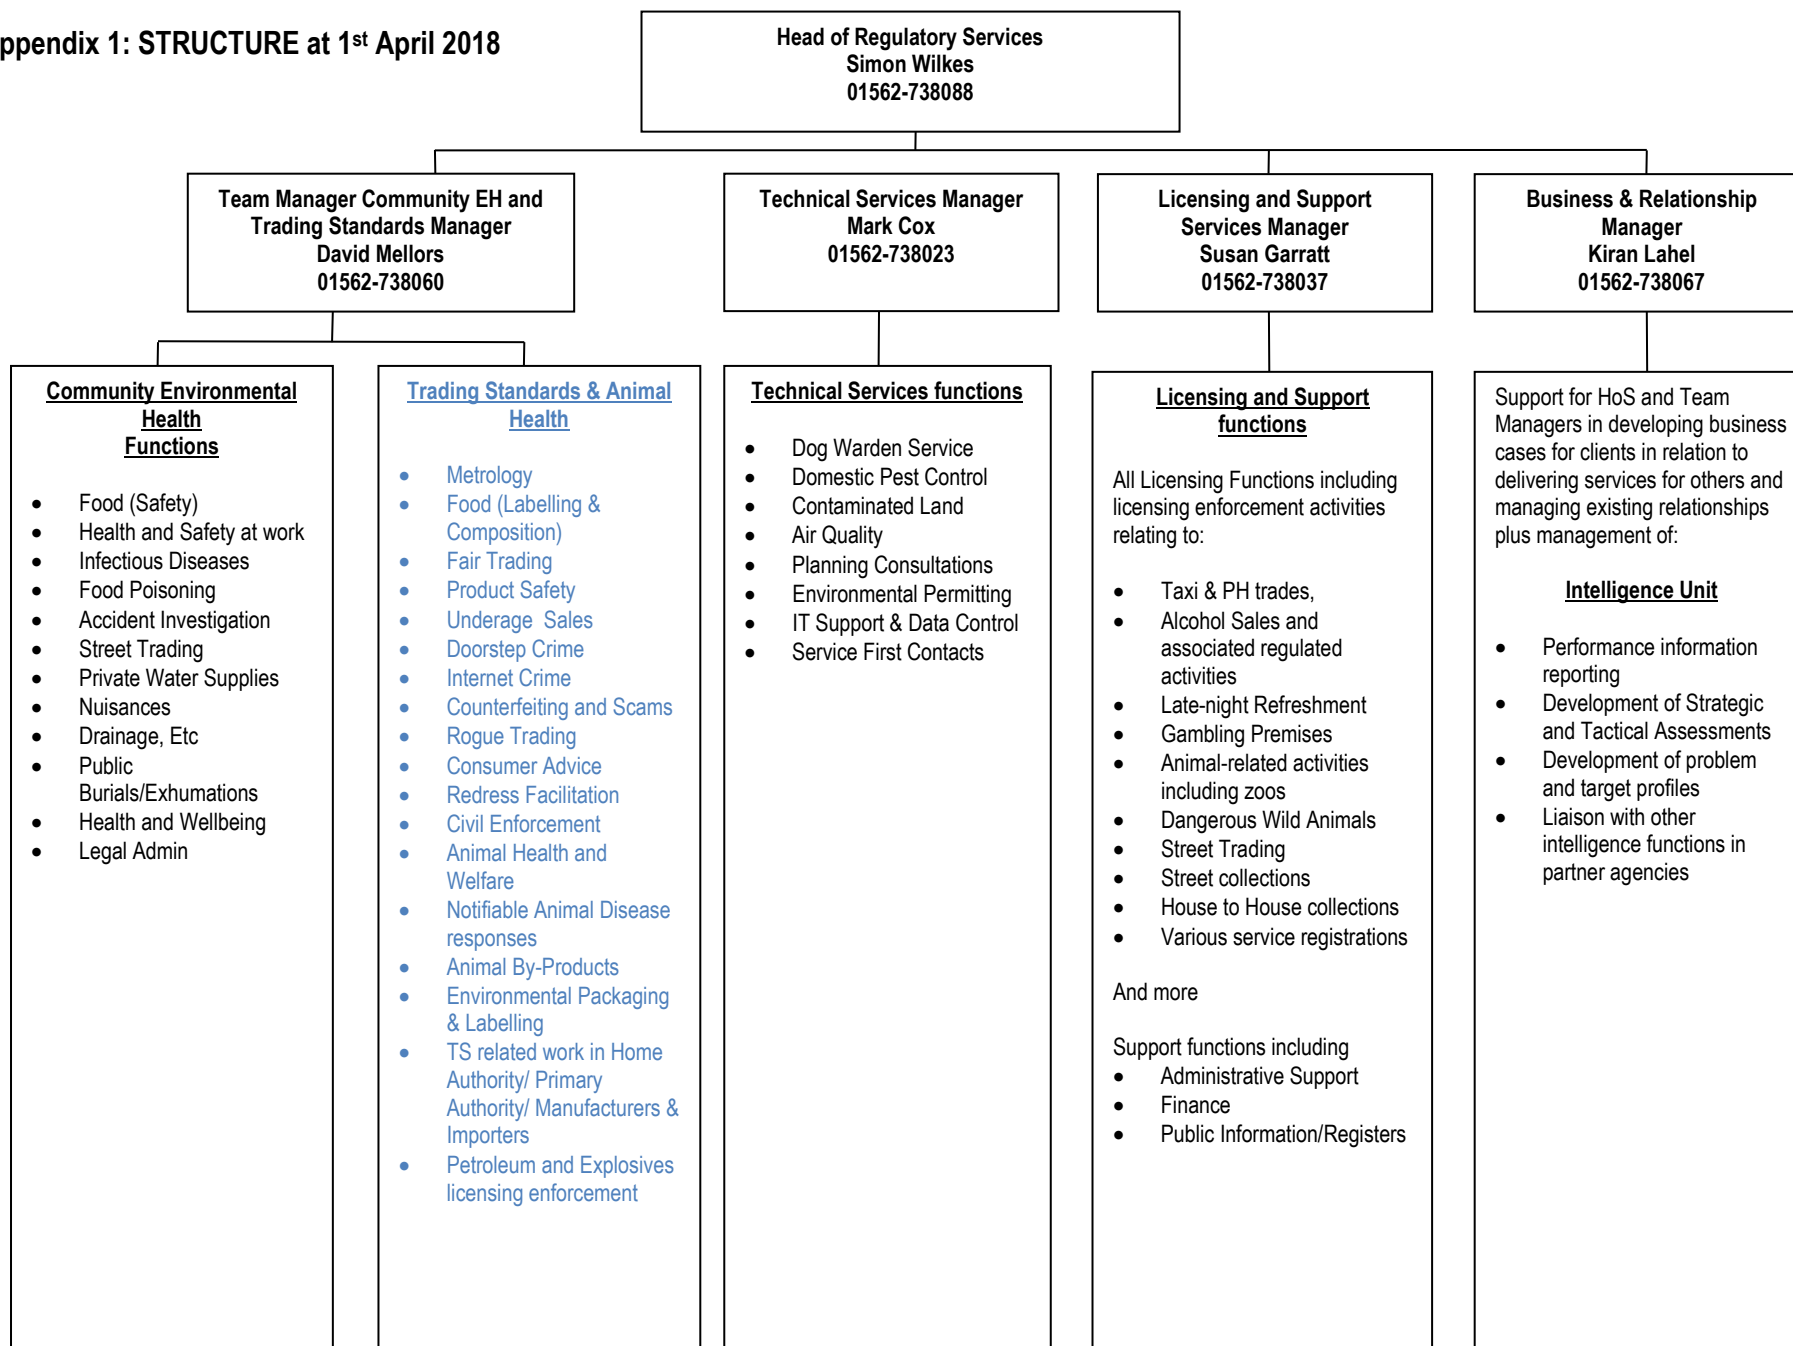 ppendix 1: STRUCTURE at 1st April 2018
Head of Regulatory Services
Simon Wilkes
01562-738088
Team Manager Community EH and
Trading Standards Manager
David Mellors
01562-738060
Technical Services Manager
Mark Cox
01562-738023
Licensing and Support
Services Manager
Susan Garratt
01562-738037
Business & Relationship
Manager
Kiran Lahel
01562-738067
Community Environmental
Health
Functions
• Food (Safety)
• Health and Safety at work
• Infectious Diseases
• Food Poisoning
• Accident Investigation
• Street Trading
• Private Water Supplies
• Nuisances
• Drainage, Etc
• Public
Burials/Exhumations
• Health and Wellbeing
• Legal Admin
Trading Standards & Animal
Health
• Metrology
• Food (Labelling &
Composition)
• Fair Trading
• Product Safety
• Underage  Sales
• Doorstep Crime
• Internet Crime
• Counterfeiting and Scams
• Rogue Trading
• Consumer Advice
• Redress Facilitation
• Civil Enforcement
• Animal Health and
Welfare
• Notifiable Animal Disease
responses
• Animal By-Products
• Environmental Packaging
& Labelling
• TS related work in Home
Authority/ Primary
Authority/ Manufacturers &
Importers
• Petroleum and Explosives
licensing enforcement
Technical Services functions
• Dog Warden Service
• Domestic Pest Control
• Contaminated Land
• Air Quality
• Planning Consultations
• Environmental Permitting
• IT Support & Data Control
• Service First Contacts
Licensing and Support
functions
All Licensing Functions including
licensing enforcement activities
relating to:
• Taxi & PH trades,
• Alcohol Sales and
associated regulated
activities
• Late-night Refreshment
• Gambling Premises
• Animal-related activities
including zoos
• Dangerous Wild Animals
• Street Trading
• Street collections
• House to House collections
• Various service registrations
And more
Support functions including
• Administrative Support
• Finance
• Public Information/Registers
Support for HoS and Team
Managers in developing business
cases for clients in relation to
delivering services for others and
managing existing relationships
plus management of:
Intelligence Unit
• Performance information
reporting
• Development of Strategic
and Tactical Assessments
• Development of problem
and target profiles
• Liaison with other
intelligence functions in
partner agencies